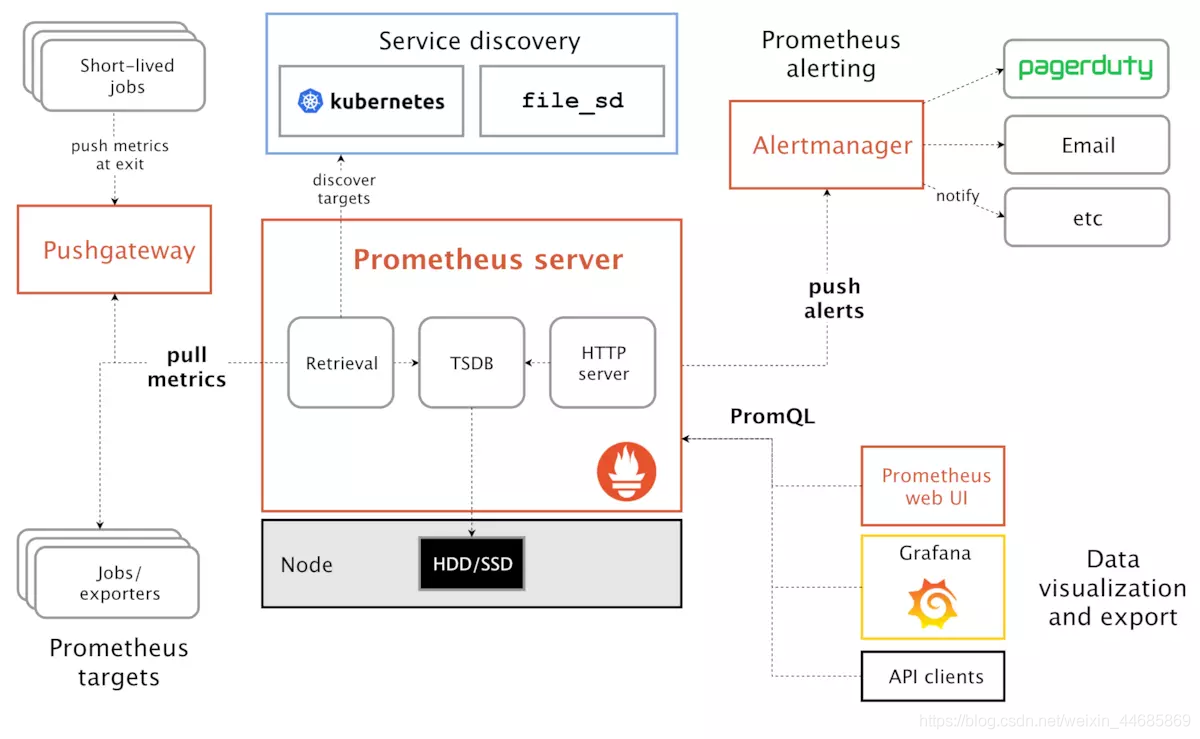 Short-lived
jobs
push metrics
at exit
Pushgateway
Service discovery
kubernetes
file_sd
discover
targets
Prometheus
alerting
Alertmanager
pagerduty
Email
notify
etc
Prometheus server
Retrieval
TSDB
HTTP
server
pull
metrics
push
alerts
PromQL
Node
HDD/SSD
Jobs/
exporters
Prometheus
targets
Prometheus
web UI
Grafana
API clients
Data
visualization
and export
https://blog.csdn.net/weixin_44685869